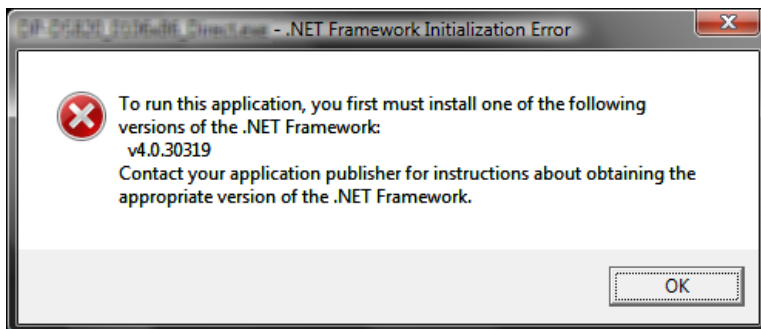 - .NET Framework Initialization Error
To run this application, you first must install one of the following
versions of the .NET Framework:
v4.0.30319
Contact your application publisher for instructions about obtaining the
appropriate version of the .NET Framework.
OK